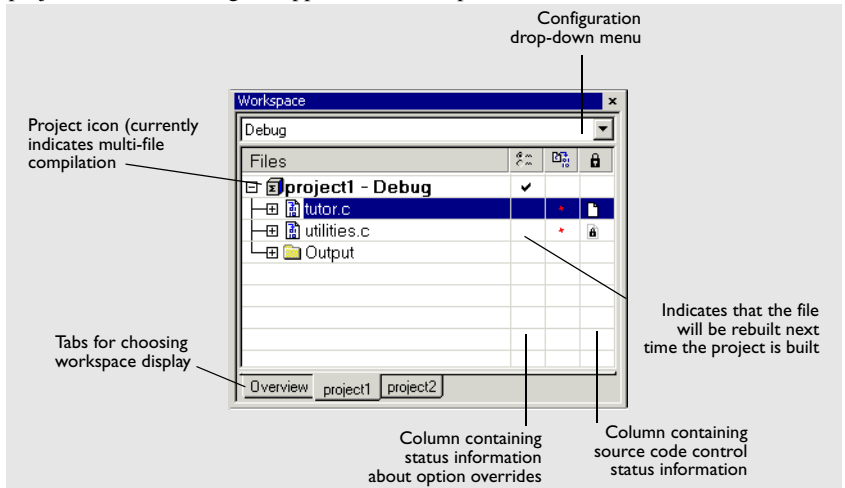 Configuration
drop-down menu
Workspace
×
Project icon (currently
indicates multi-file
compilation
Debug
Files
project1 - Debug
tutor.c
utilities.c
Output
Indicates that the file
will be rebuilt next
time the project is built
Tabs for choosing
workspace display
Overview project1 project2
Column containing
status information
about option overrides
Column containing
source code control
status information